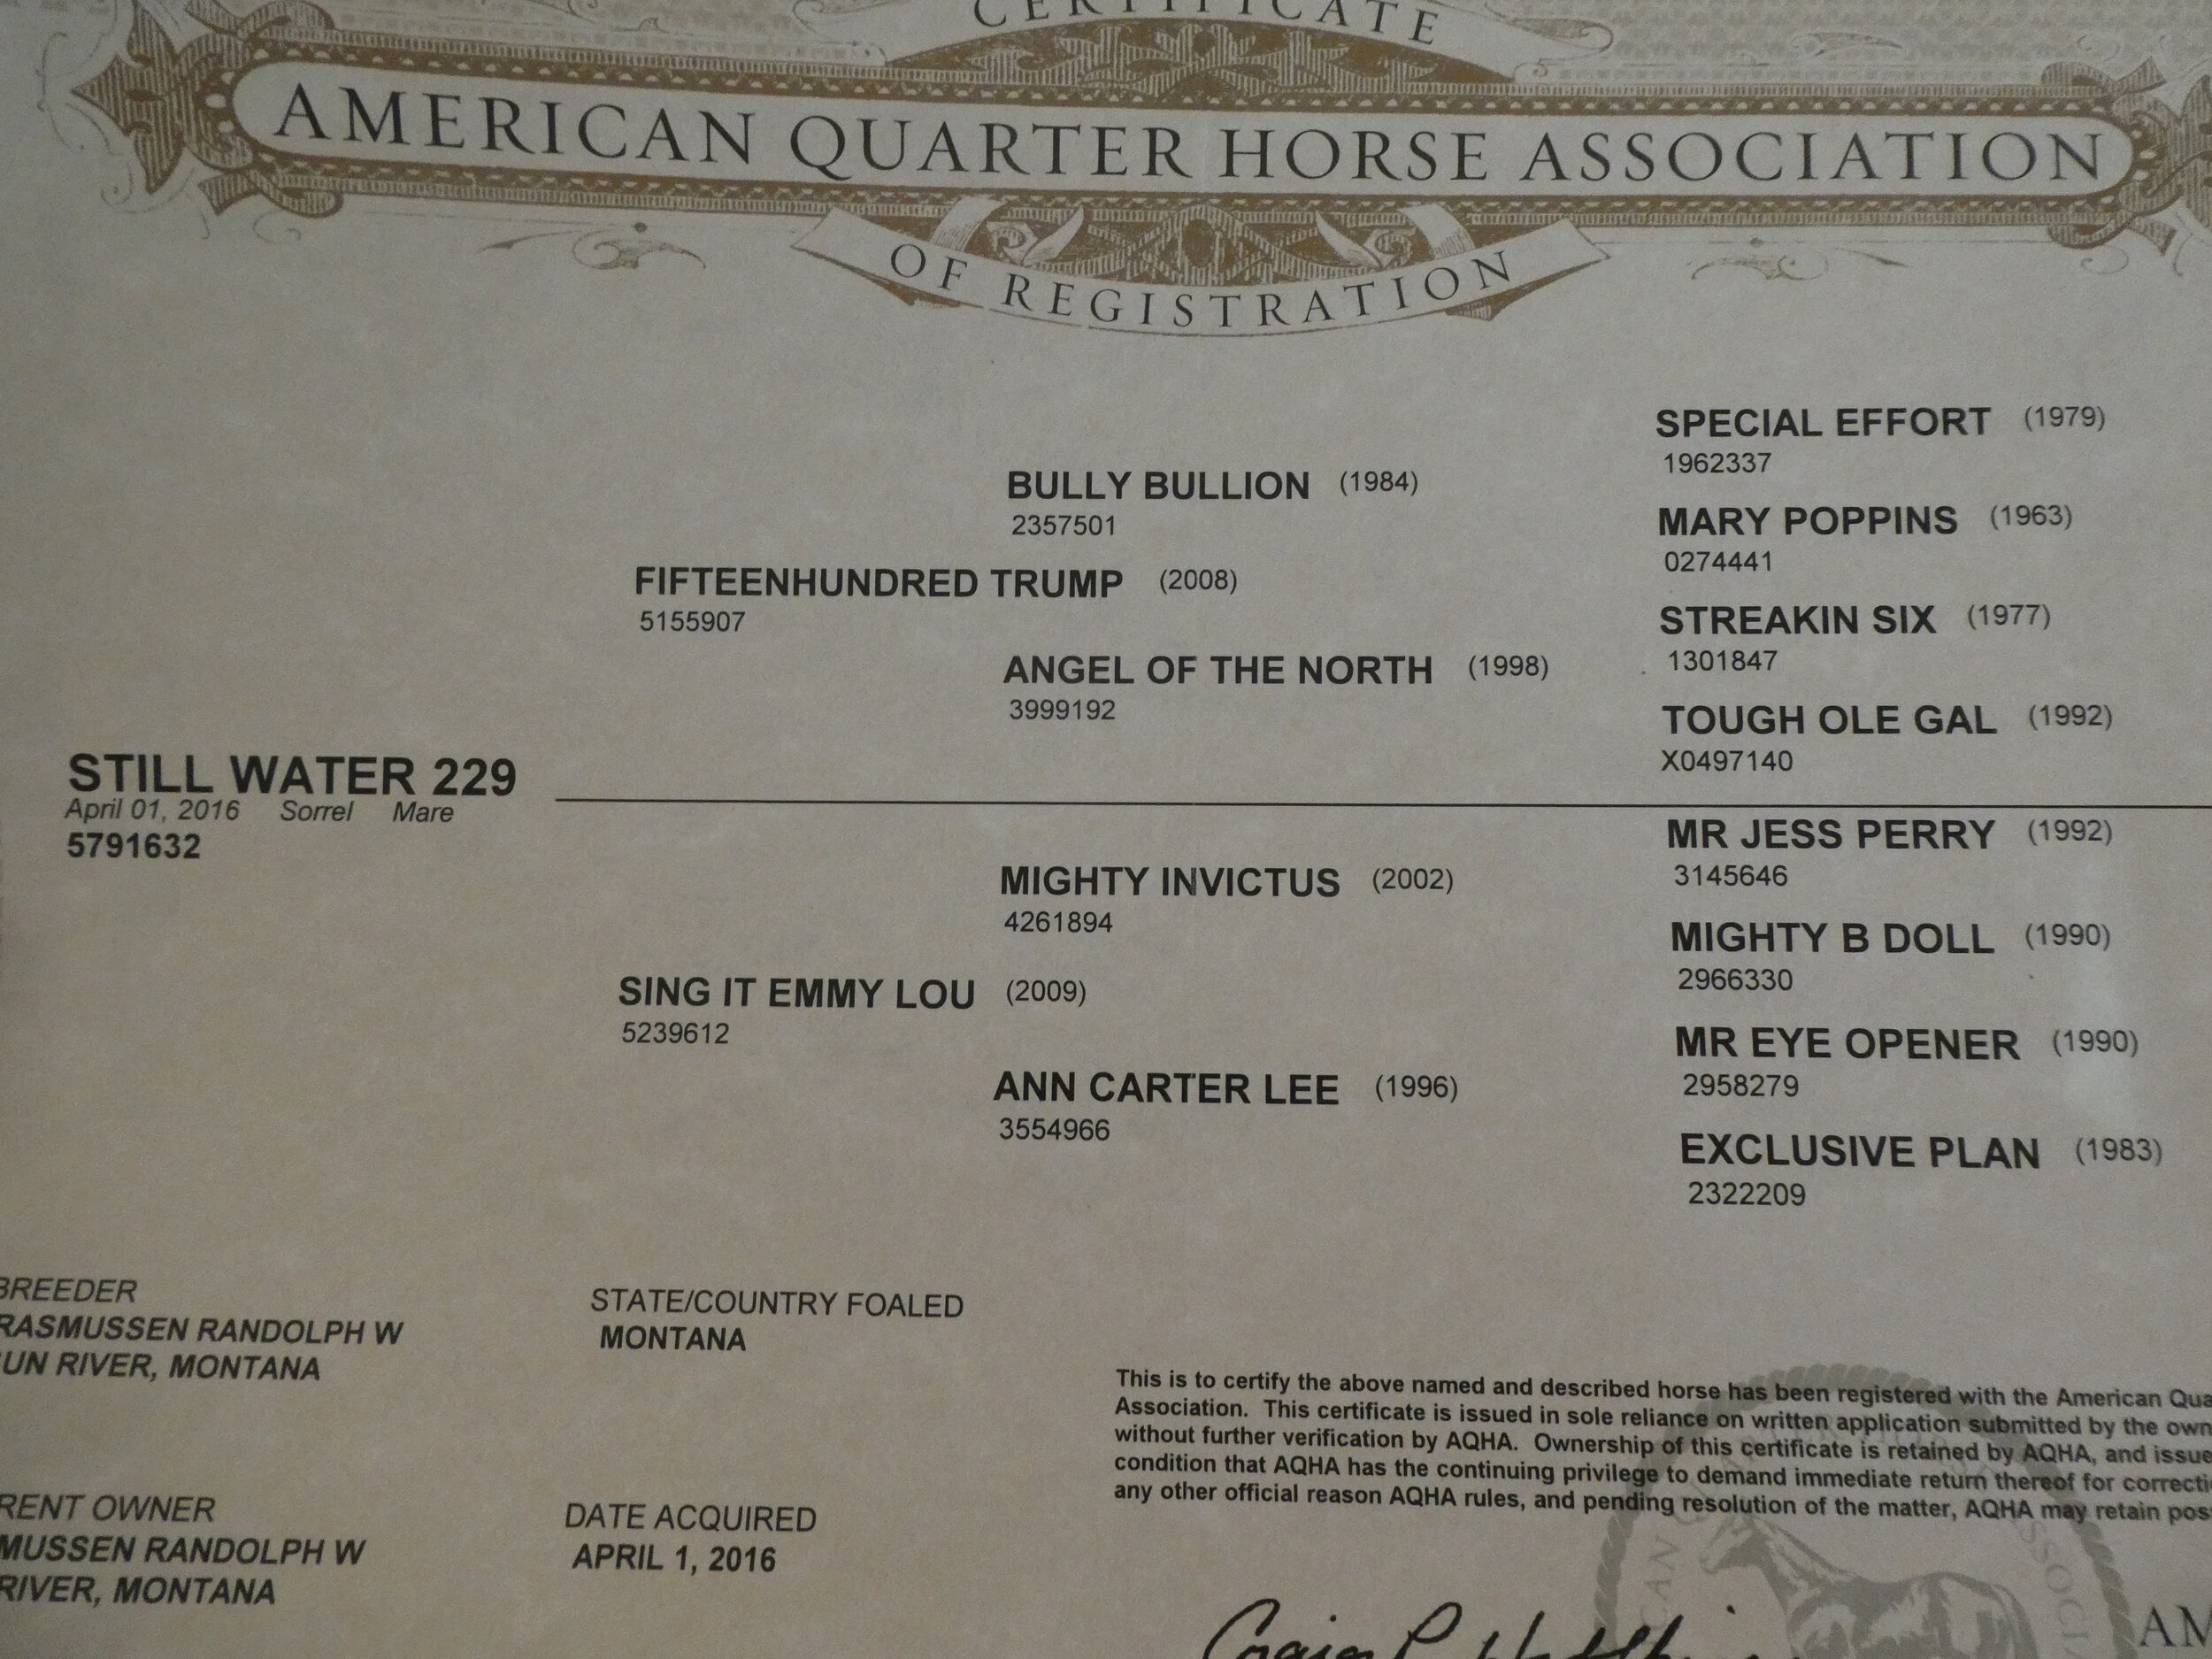 CERTIFICATE
AMERICAN QUARTER HORSE ASSOCIATION
OF REGISTRATION
SPECIAL EFFORT (1979)
1962337
BULLY BULLION (1984)
2357501
MARY POPPINS (1963)
0274441
FIFTEENHUNDRED TRUMP (2008)
5155907
STREAKIN SIX (1977)
1301847
ANGEL OF THE NORTH (1998)
3999192
TOUGH OLE GAL (1992)
X0497140
STILL WATER 229
April 01, 2016 Sorrel Mare
5791632
MR JESS PERRY (1992)
3145646
MIGHTY INVICTUS (2002)
4261894
MIGHTY B DOLL (1990)
2966330
SING IT EMMY LOU (2009)
5239612
MR EYE OPENER (1990)
2958279
ANN CARTER LEE (1996)
3554966
EXCLUSIVE PLAN (1983)
2322209
BREEDER
RASMUSSEN RANDOLPH W
UN RIVER, MONTANA
STATE/COUNTRY FOALED
MONTANA
This is to certify the above named and described horse has been registered with the American Qua
Association. This certificate is issued in sole reliance on written application submitted by the own
without further verification by AQHA. Ownership of this certificate is retained by AQHA, and issue
condition that AQHA has the continuing privilege to demand immediate return thereof for correcti
any other official reason AQHA rules, and pending resolution of the matter, AQHA may retain pos
RENT OWNER
MUSSEN RANDOLPH W
RIVER, MONTANA
DATE ACQUIRED
APRIL 1, 2016
CAN
ASSOCI
AM